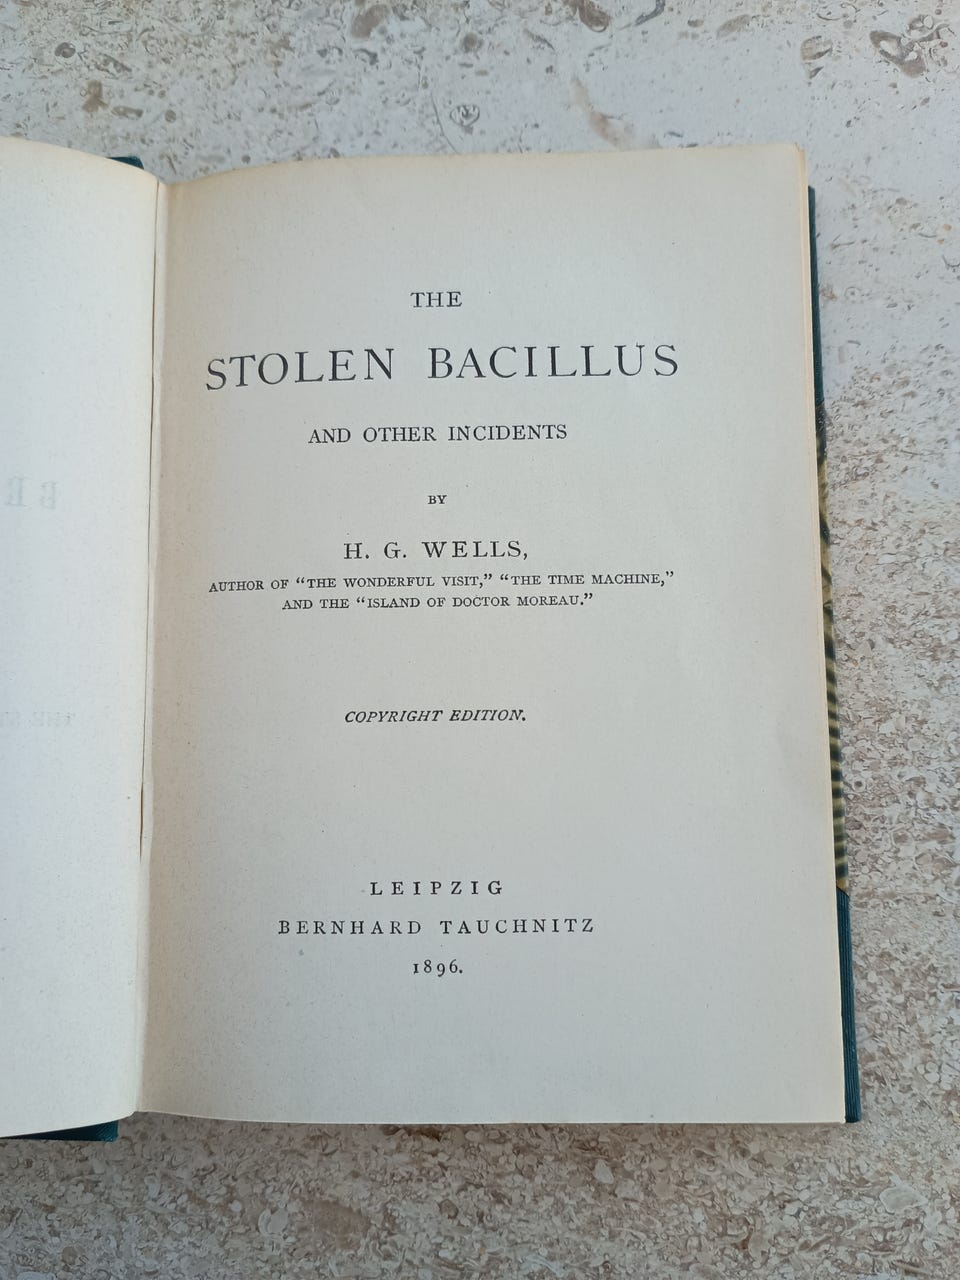 THE
STOLEN BACILLUS
AND OTHER INCIDENTS
BY
H. G. WELLS,
AUTHOR OF “THE WONDERFUL VISIT,” “THE TIME MACHINE,”
AND THE “ISLAND OF DOCTOR MOREAU.”
COPYRIGHT EDITION.
LEIPZIG
BERNHARD TAUCHNITZ
1896.